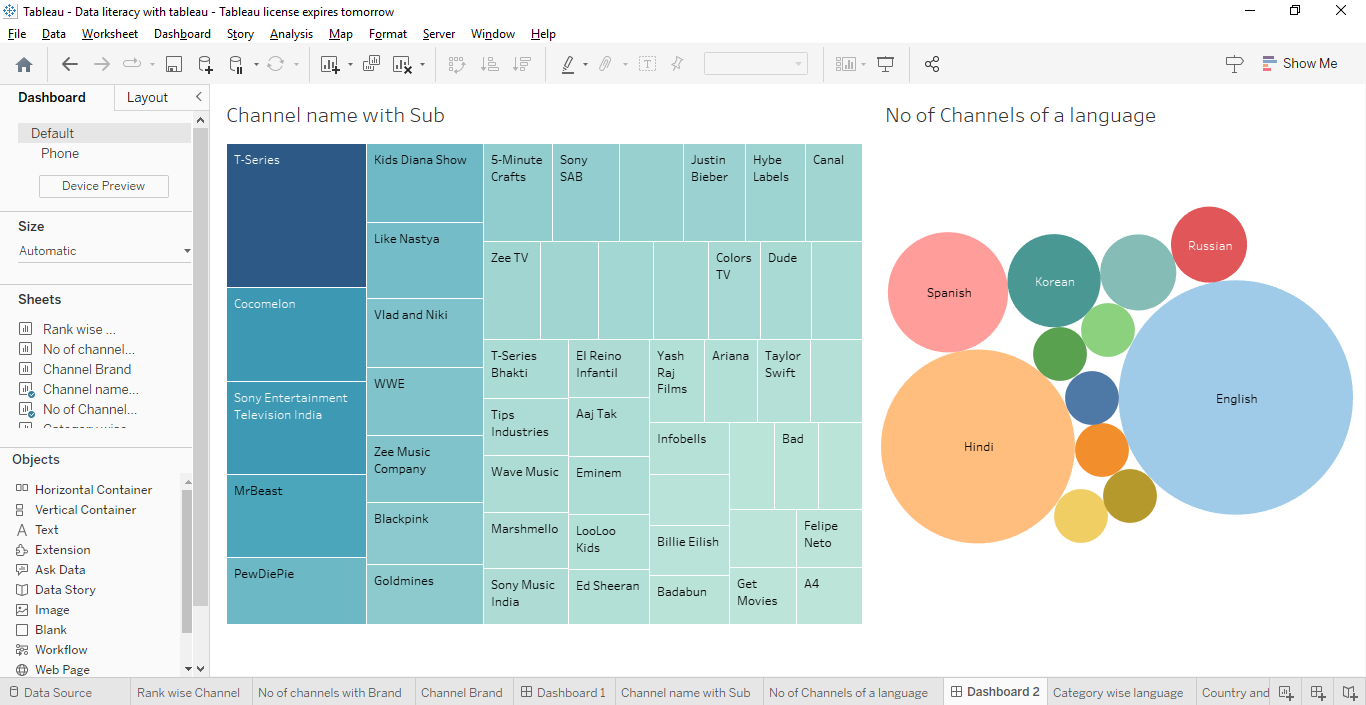 Tableau - Data literacy with tableau - Tableau license expires tomorrow
File Data Worksheet Dashboard Story Analysis Map Format Server Window Help
Show Me
Dashboard Layout
Default
Phone
Device Preview
Size
Automatic
Sheets
Rank wise ...
No of channel...
Channel Brand
Channel name...
No of Channel...
Objects
Horizontal Container
Vertical Container
Text
Extension
Ask Data
Data Story
Image
Blank
Workflow
Web Page
Channel name with Sub
T-Series
Cocomelon
Sony Entertainment
Television India
MrBeast
PewDiePie
Kids Diana Show
Like Nastya
Vlad and Niki
WWE
Zee Music
Company
Blackpink
Goldmines
5-Minute
Crafts
Sony
SAB
Justin
Bieber
Hybe
Labels
Canal
Zee TV
Colors
TV
Dude
T-Series
Bhakti
Tips
Industries
Wave Music
Marshmello
Sony Music
India
El Reino
Infantil
Aaj Tak
Eminem
LooLoo
Kids
Ed Sheeran
Yash
Raj
Films
Ariana
Taylor
Swift
Infobells
Bad
Billie Eilish
Badabun
Get
Movies
Felipe
Neto
A4
No of Channels of a language
Russian
Spanish
Korean
English
Hindi
Data Source Rank wise Channel No of channels with Brand Channel Brand Dashboard 1 Channel name with Sub No of Channels of a language Dashboard 2 Category wise language Country and